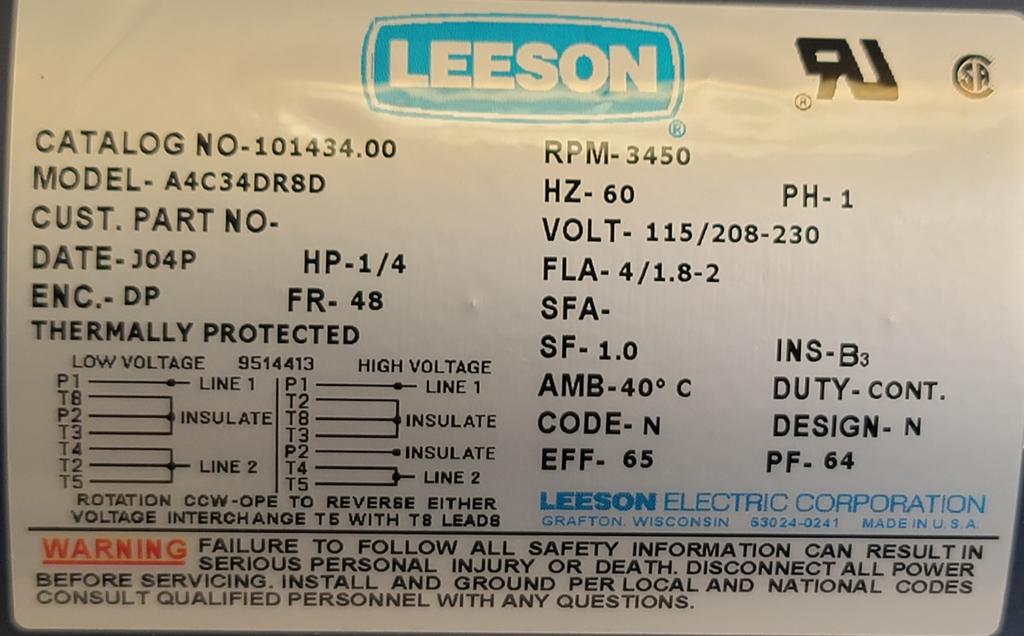 LEESON
®
CATALOG NO-101434.00
MODEL- A4C34DR8D
CUST. PART NO-
DATE-J04P HP-1/4
ENC.- DP FR- 48
THERMALLY PROTECTED
LOW VOLTAGE 9514413 HIGH VOLTAGE
P1 LINE 1
T8
P2 INSULATE
T3
T4
T2 LINE 2
T5
P1 LINE 1
T2
T8 INSULATE
T3
P2 INSULATE
T4
T5 LINE 2
ROTATION CCW-OPE TO REVERSE EITHER
VOLTAGE INTERCHANGE T5 WITH T8 LEADS
RPM-3450
HZ- 60 PH- 1
VOLT- 115/208-230
FLA- 4/1.8-2
SFA-
SF- 1.0 INS-B3
AMB-40° C DUTY- CONT.
CODE- N DESIGN- N
EFF- 65 PF- 64
LEESON ELECTRIC CORPORATION
GRAFTON, WISCONSIN 53024-0241 MADE IN U.S.A.
WARNING FAILURE TO FOLLOW ALL SAFETY INFORMATION CAN RESULT IN
SERIOUS PERSONAL INJURY OR DEATH. DISCONNECT ALL POWER
BEFORE SERVICING. INSTALL AND GROUND PER LOCAL AND NATIONAL CODES
CONSULT QUALIFIED PERSONNEL WITH ANY QUESTIONS.